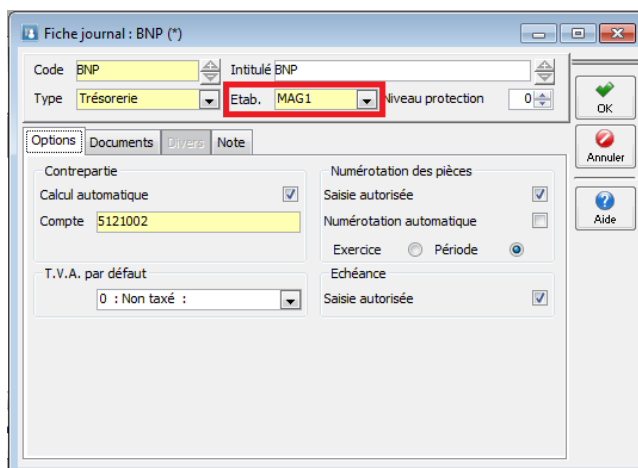 Fiche journal : BNP (*)
Code BNP Intitulé BNP
Type Trésorerie Etab. MAG1 Niveau protection 0
OK
Annuler
Aide
Options Documents Divers Note
Contrepartie
Calcul automatique
Compte 5121002
T.V.A. par défaut
0 : Non taxé :
Numérotation des pièces
Saisie autorisée
Numérotation automatique
Exercice Période
Echéance
Saisie autorisée